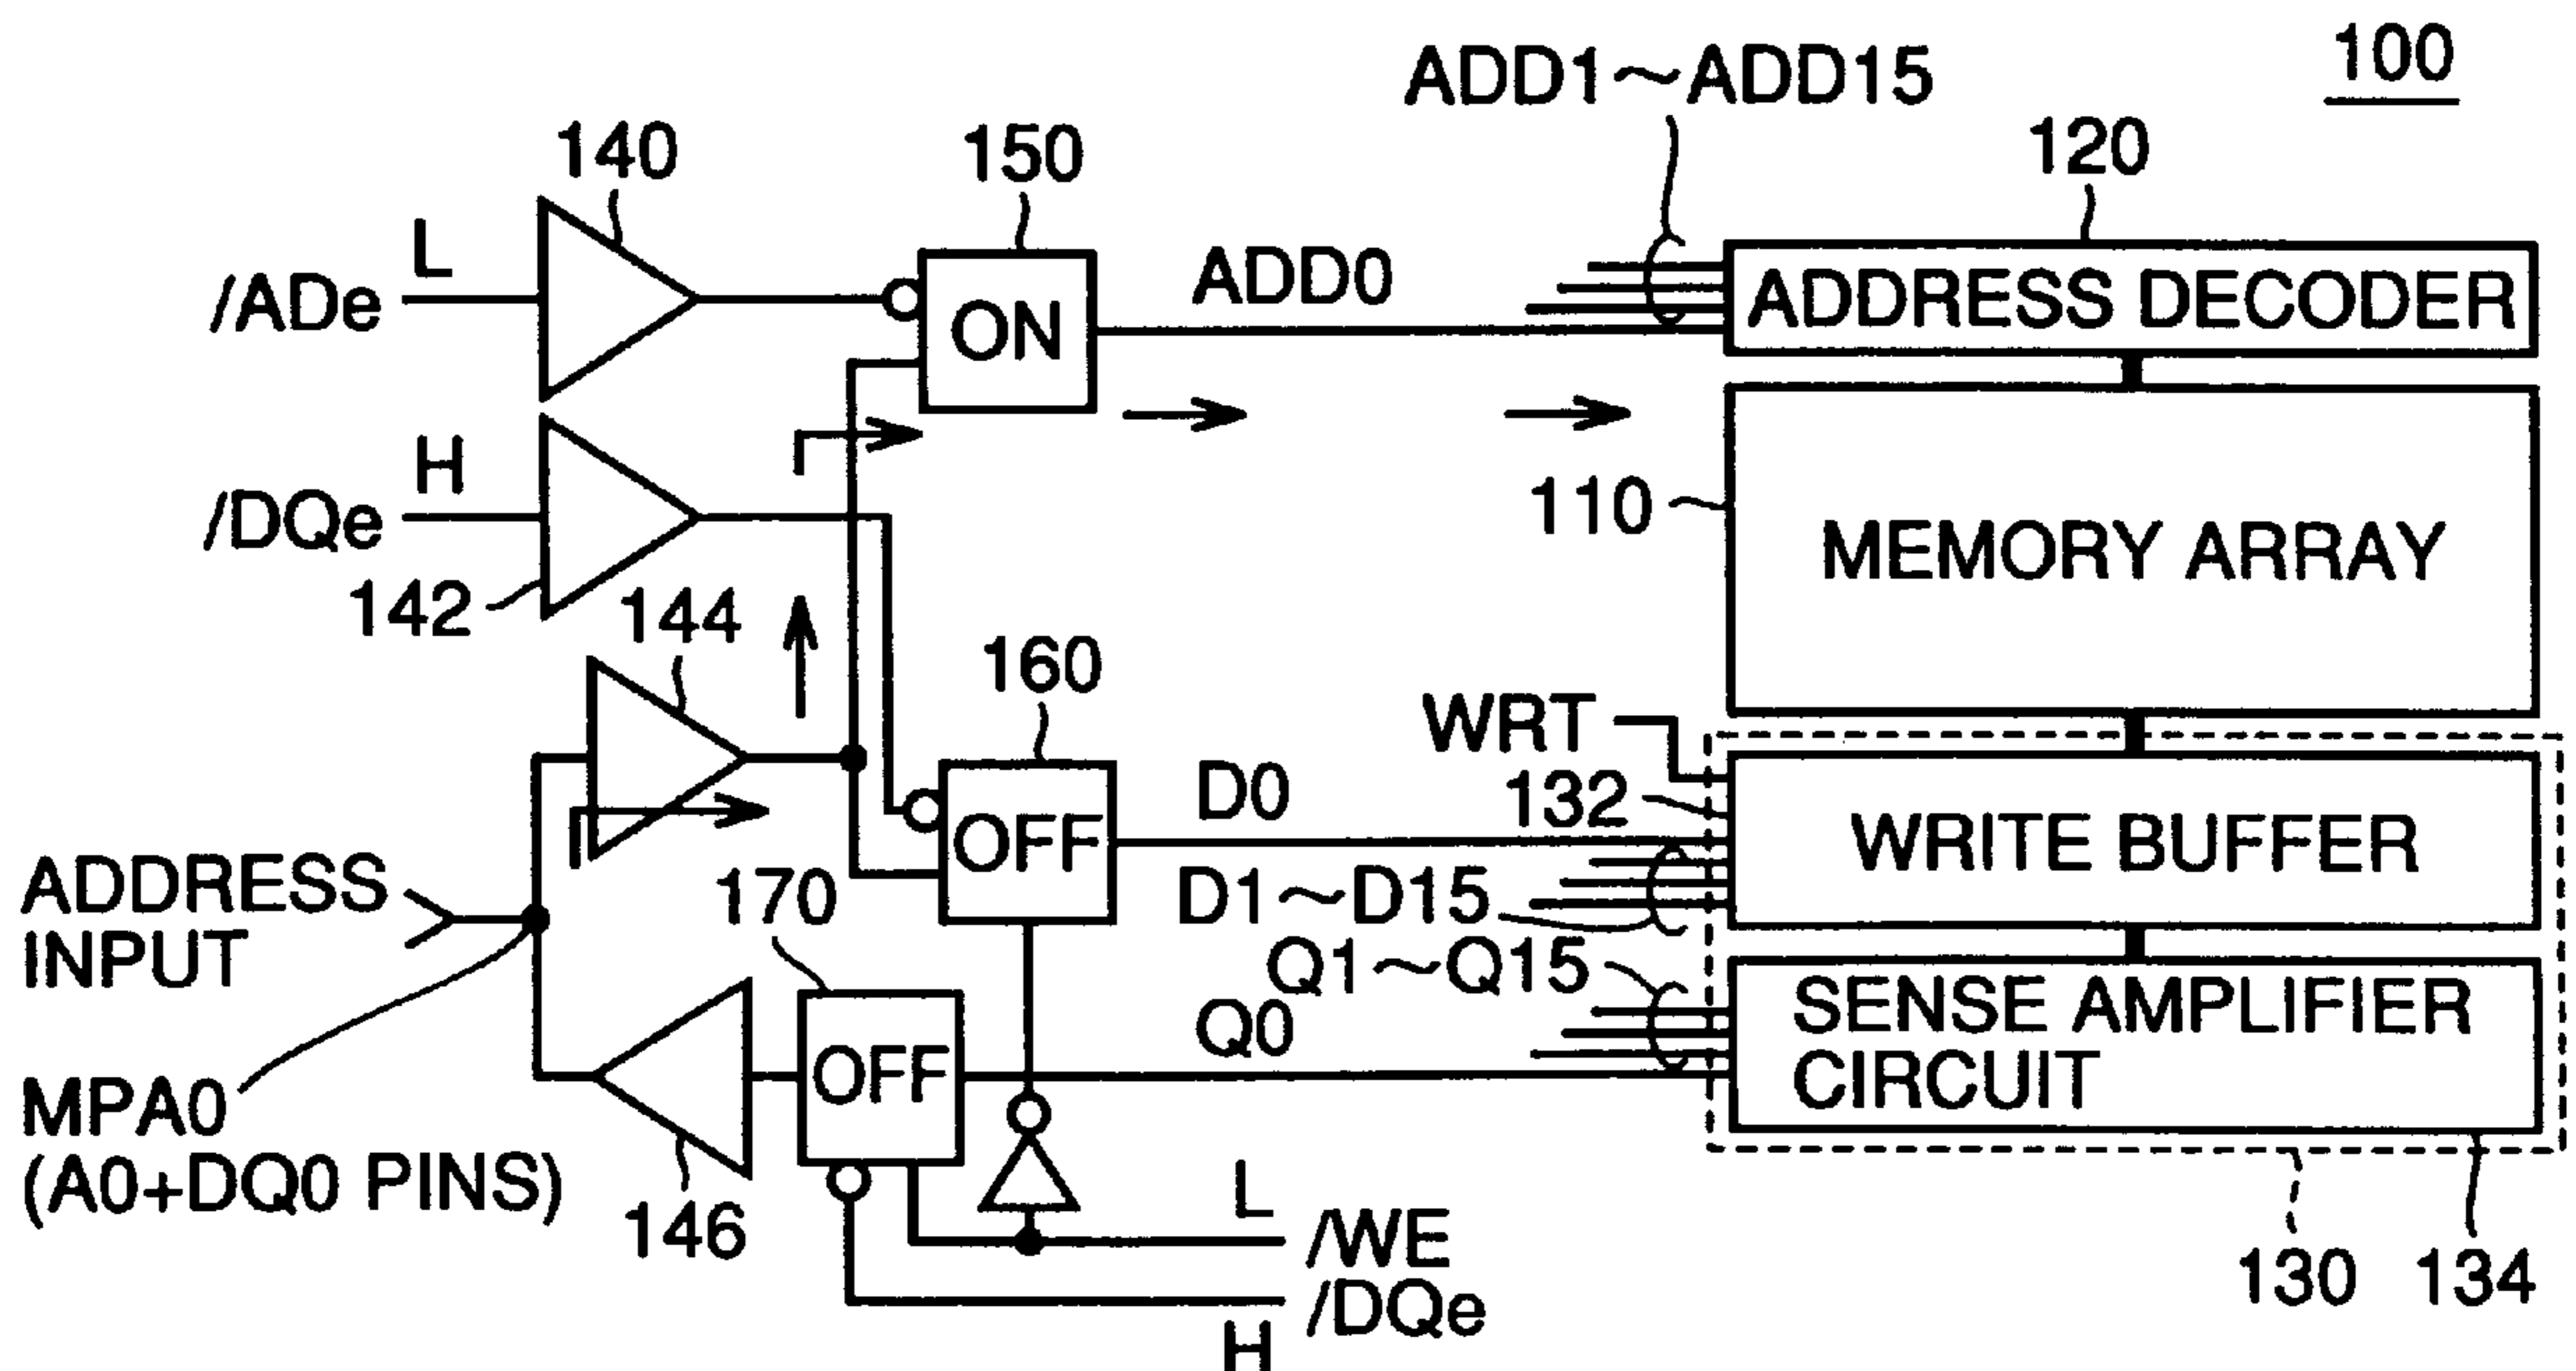 100
ADD1~ADD15
140
150
120
L
/ADe
ON
ADD0
ADDRESS DECODER
H
/DQe
142
144
110
MEMORY ARRAY
160
WRT
132
OFF
D0
WRITE BUFFER
ADDRESS
INPUT
170
D1~D15
Q1~Q15
Q0
OFF
SENSE AMPLIFIER
CIRCUIT
MPA0
(A0+DQ0 PINS)
146
L
/WE
/DQe
H
130
134